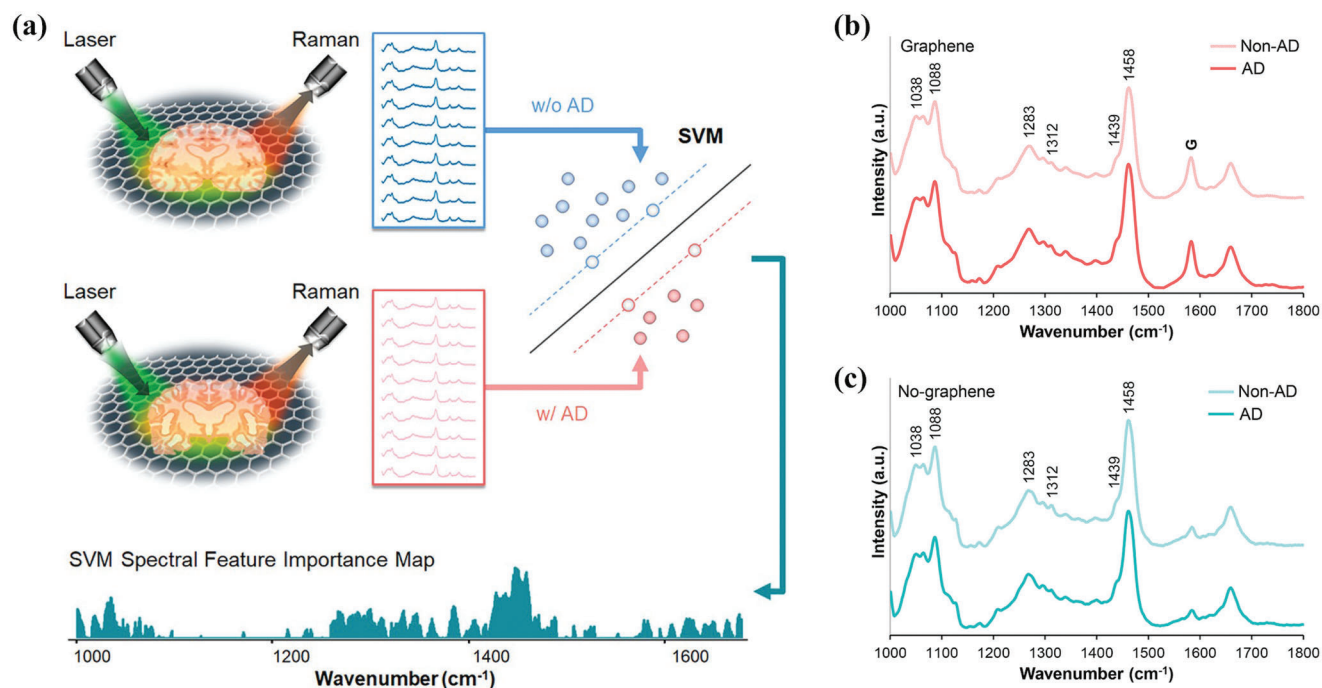 (a)
Laser
Raman
w/o AD
SVM
Laser
Raman
w/ AD
SVM Spectral Feature Importance Map
1000
1200
1400
1600
Wavenumber (cm⁻¹)
(b)
Graphene
Non-AD
AD
1038
1088
1283
1312
1439
1458
G
Intensity (a.u.)
1000 1100 1200 1300 1400 1500 1600 1700 1800
Wavenumber (cm⁻¹)
(c)
No-graphene
Non-AD
AD
1038
1088
1283
1312
1439
1458
Intensity (a.u.)
1000 1100 1200 1300 1400 1500 1600 1700 1800
Wavenumber (cm⁻¹)